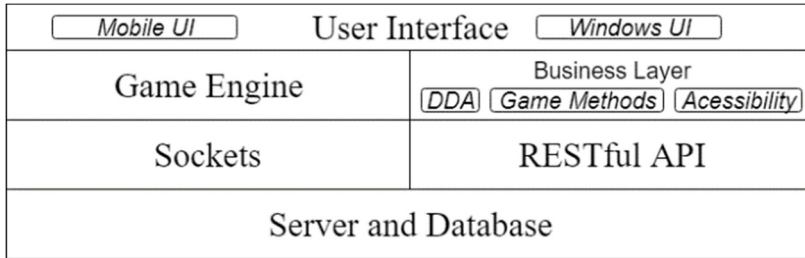 Mobile UI User Interface Windows UI
Game Engine
Business Layer
DDA Game Methods Acessibility
Sockets
RESTful API
Server and Database